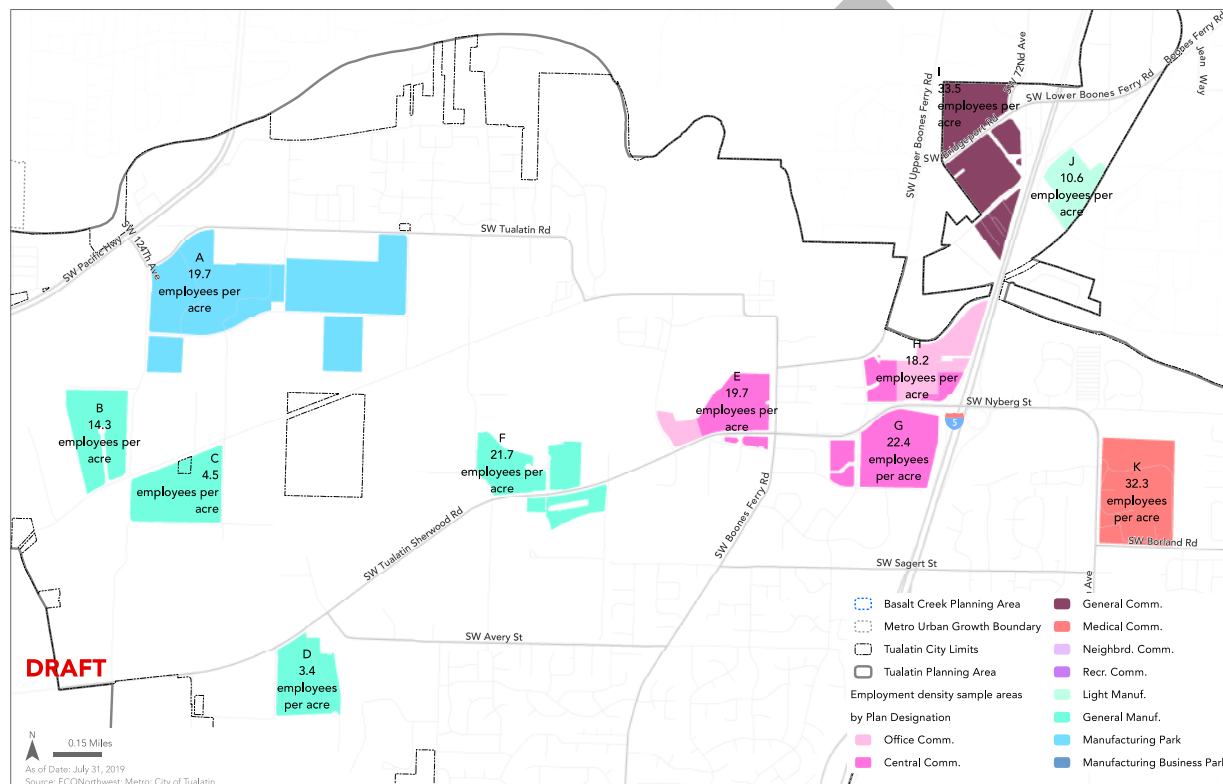 I
33.5
employees per
acre
SW 72Nd Ave
SW Upper Boones Ferry Rd
SW Lower Boones Ferry Rd
Boones Ferry Rd
Jean Way
SW Bridgeport Rd
J
10.6
employees per
acre
SW Pacific Hwy
SW 124Th Ave
SW Tualatin Rd
A
19.7
employees per
acre
H
18.2
employees per
acre
E
19.7
employees per
acre
SW Nyberg St
B
14.3
employees per
acre
C
4.5
employees per
acre
F
21.7
employees per
acre
G
22.4
employees
per acre
5
K
32.3
employees
per acre
SW Tualatin Sherwood Rd
SW Boones Ferry Rd
SW Borland Rd
SW Sagert St
Ave
SW Avery St
D
3.4
employees
per acre
DRAFT
Basalt Creek Planning Area
Metro Urban Growth Boundary
Tualatin City Limits
Tualatin Planning Area
Employment density sample areas
by Plan Designation
Office Comm.
Central Comm.
General Comm.
Medical Comm.
Neighbrd. Comm.
Recr. Comm.
Light Manuf.
General Manuf.
Manufacturing Park
Manufacturing Business Par
N
0.15 Miles
As of Date: July 31, 2019
Source: ECONorthwest; Metro; City of Tualatin